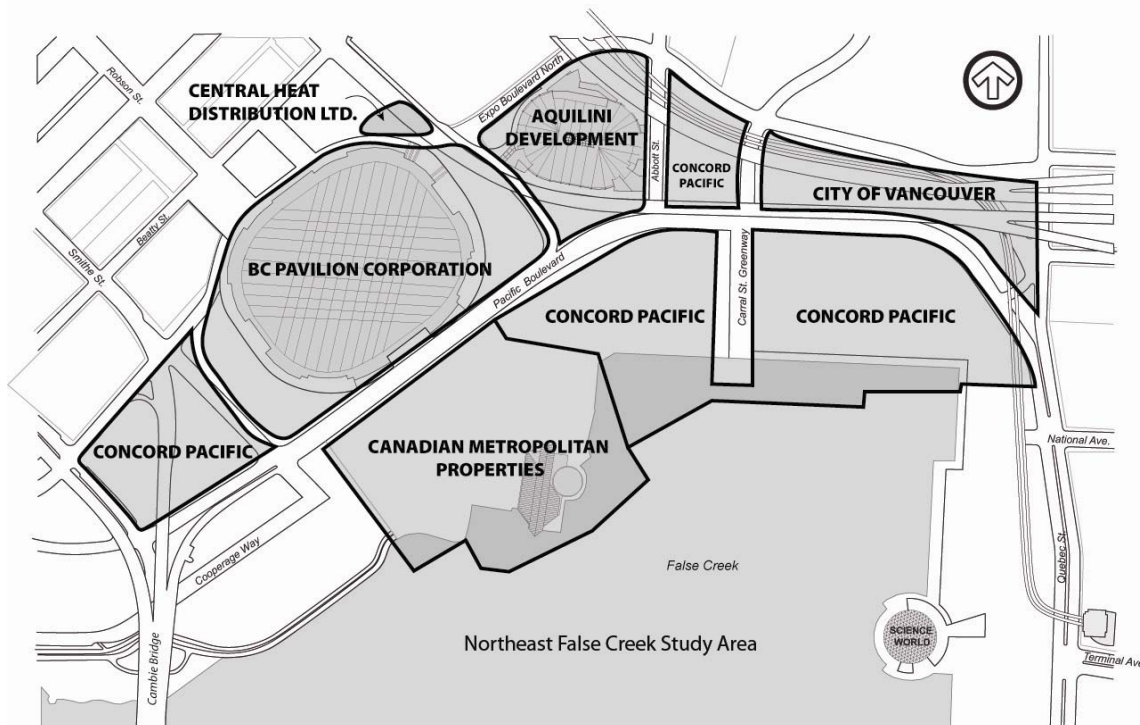 Robson St.
CENTRAL HEAT
DISTRIBUTION LTD.
Expo Boulevard North
AQUILINI
DEVELOPMENT
Abbott St.
CONCORD
PACIFIC
CITY OF VANCOUVER
Beatty St.
Smithe St.
BC PAVILION CORPORATION
Pacific Boulevard
Carral St. Greenway
CONCORD PACIFIC
CONCORD PACIFIC
CONCORD PACIFIC
CANADIAN METROPOLITAN
PROPERTIES
National Ave.
Cooperage Way
Quebec St.
False Creek
Cambie Bridge
Northeast False Creek Study Area
SCIENCE
WORLD
Terminal Ave